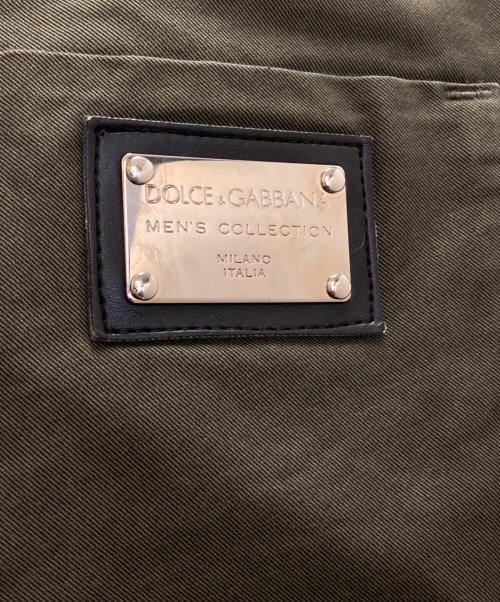 DOLCE & GABBANA
MEN'S COLLECTION
MILANO
ITALIA